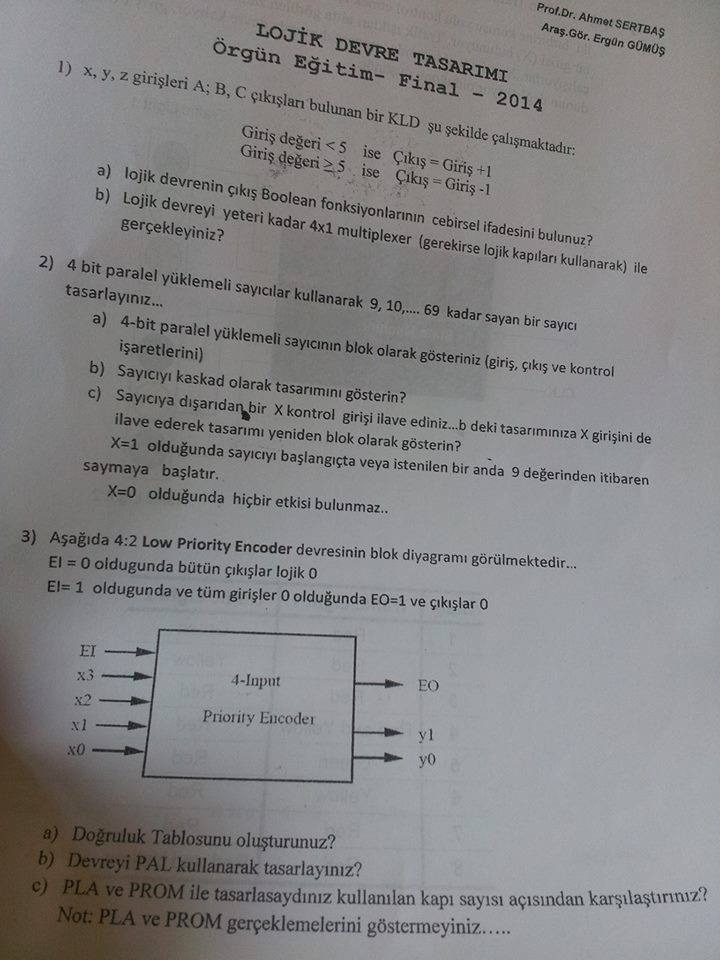 Prof.Dr. Ahmet SERTBAŞ
Araş.Gör. Ergün GÜMÜŞ
LOJİK DEVRE TASARIMI
Örgün Eğitim- Final - 2014
1) x, y, z girişleri A; B, C çıkışları bulunan bir KLD şu şekilde çalışmaktadır:
Giriş değeri < 5 ise Çıkış = Giriş +1
Giriş değeri ≥ 5 ise Çıkış = Giriş -1
a) lojik devrenin çıkış Boolean fonksiyonlarının cebirsel ifadesini bulunuz?
b) Lojik devreyi yeteri kadar 4x1 multiplexer (gerekirse lojik kapıları kullanarak) ile
gerçekleyiniz?
2) 4 bit paralel yüklemeli sayıcılar kullanarak 9, 10,.... 69 kadar sayan bir sayıcı
tasarlayınız...
a) 4-bit paralel yüklemeli sayıcının blok olarak gösteriniz (giriş, çıkış ve kontrol
işaretlerini)
b) Sayıcıyı kaskad olarak tasarımını gösterin?
c) Sayıcıya dışarıdan bir X kontrol girişi ilave ediniz...b deki tasarımınıza X girişini de
ilave ederek tasarımı yeniden blok olarak gösterin?
X=1 olduğunda sayıcıyı başlangıçta veya istenilen bir anda 9 değerinden itibaren
saymaya başlatır.
X=0 olduğunda hiçbir etkisi bulunmaz..
3) Aşağıda 4:2 Low Priority Encoder devresinin blok diyagramı görülmektedir...
EI = 0 oldugunda bütün çıkışlar lojik 0
EI= 1 oldugunda ve tüm girişler 0 olduğunda EO=1 ve çıkışlar 0
EI
x3
x2
x1
x0
4-Input
Priority Encoder
EO
y1
y0
a) Doğruluk Tablosunu oluşturunuz?
b) Devreyi PAL kullanarak tasarlayınız?
c) PLA ve PROM ile tasarlasaydınız kullanılan kapı sayısı açısından karşılaştırınız?
Not: PLA ve PROM gerçeklemelerini göstermeyiniz.....